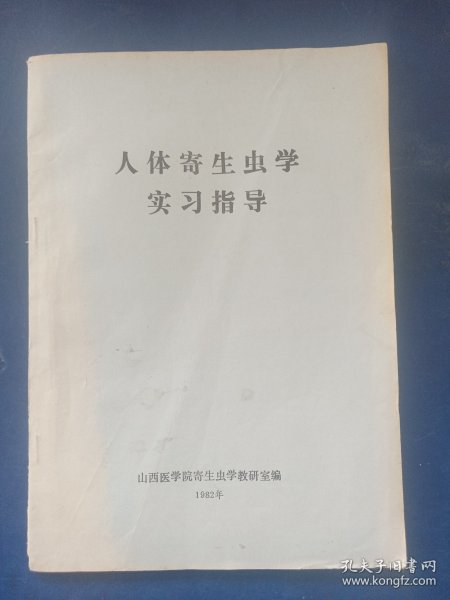 人体寄生虫学
实习指导
山西医学院寄生虫学教研室编
1982年
孔夫子旧书网
www.kongfz.com